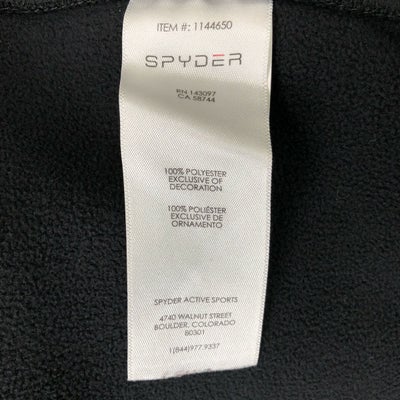 ITEM #: 1144650
SPYDER
RN 143097
CA 58744
100% POLYESTER
EXCLUSIVE OF
DECORATION
100% POLIÉSTER
EXCLUSIVE DE
ORNAMENTO
SPYDER ACTIVE SPORTS
4740 WALNUT STREET
BOULDER, COLORADO
80301
1(844)977.9337